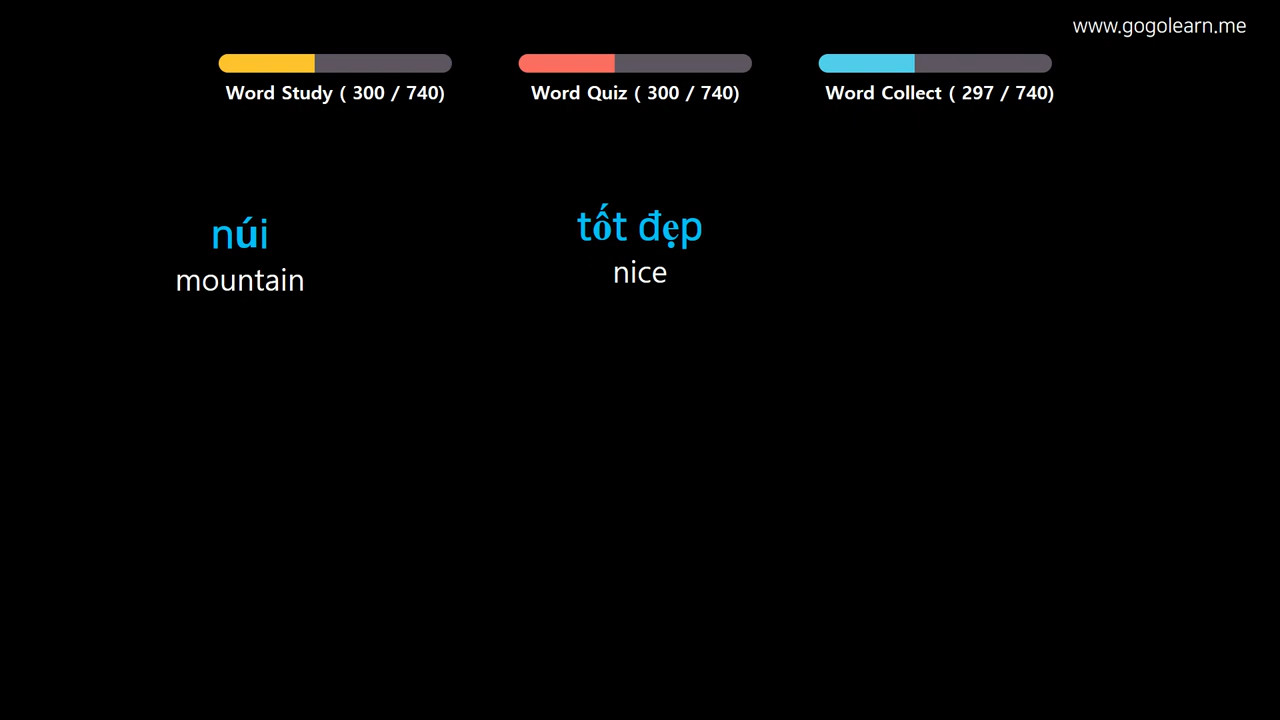 www.gogolearn.me
Word Study ( 300 / 740)
Word Quiz ( 300 / 740)
Word Collect ( 297 / 740)
núi
mountain
tốt đẹp
nice